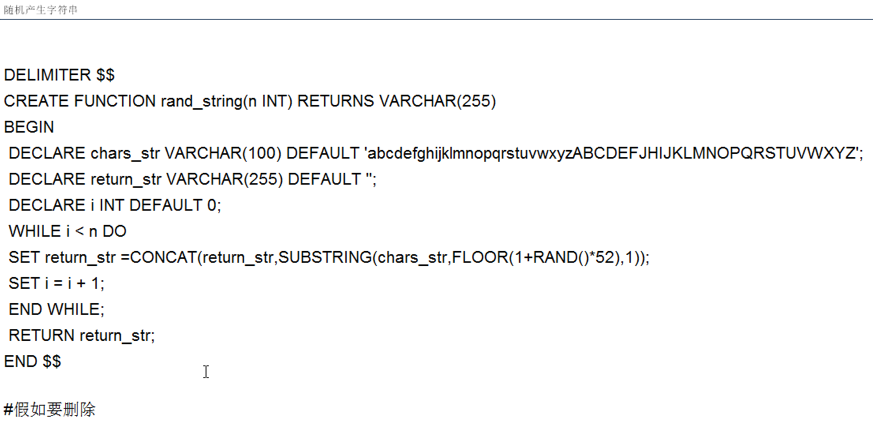 随机产生字符串
DELIMITER $$
CREATE FUNCTION rand_string(n INT) RETURNS VARCHAR(255)
BEGIN
DECLARE chars_str VARCHAR(100) DEFAULT 'abcdefghijklmnopqrstuvwxyzABCDEFJHIJKLMNOPQRSTUVWXYZ';
DECLARE return_str VARCHAR(255) DEFAULT '';
DECLARE i INT DEFAULT 0;
WHILE i < n DO
SET return_str =CONCAT(return_str,SUBSTRING(chars_str,FLOOR(1+RAND()*52),1));
SET i = i + 1;
END WHILE;
RETURN return_str;
END $$
#假如要删除